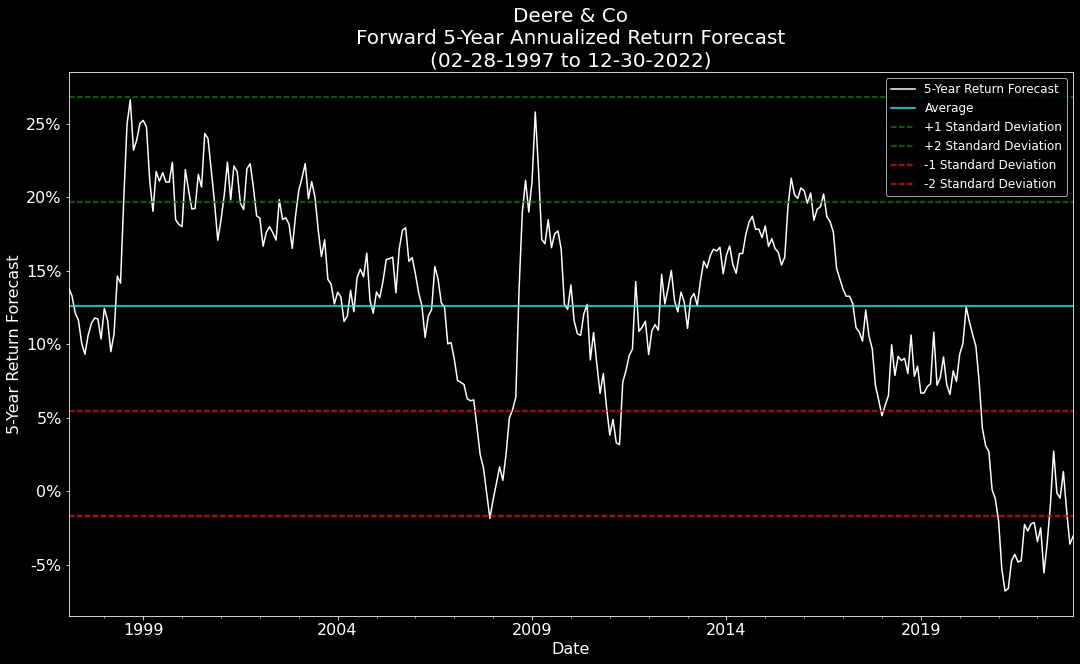 Deere & Co
Forward 5-Year Annualized Return Forecast
(02-28-1997 to 12-30-2022)
5-Year Return Forecast
Average
+1 Standard Deviation
+2 Standard Deviation
-1 Standard Deviation
-2 Standard Deviation
5-Year Return Forecast
25%
20%
15%
10%
5%
0%
-5%
1999
2004
2009
2014
2019
Date